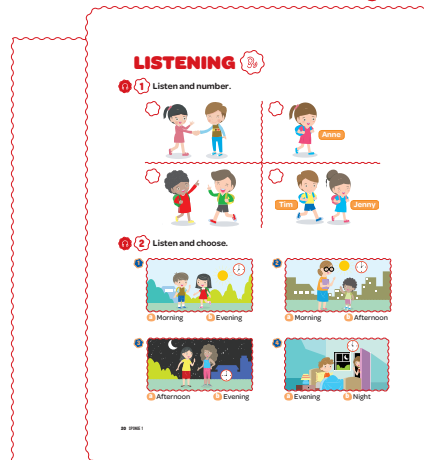 LISTENING
1 Listen and number.
Anne
Tim
Jenny
2 Listen and choose.
1
2
a Morning b Evening
a Morning b Afternoon
3
4
a Afternoon b Evening
a Evening b Night
20